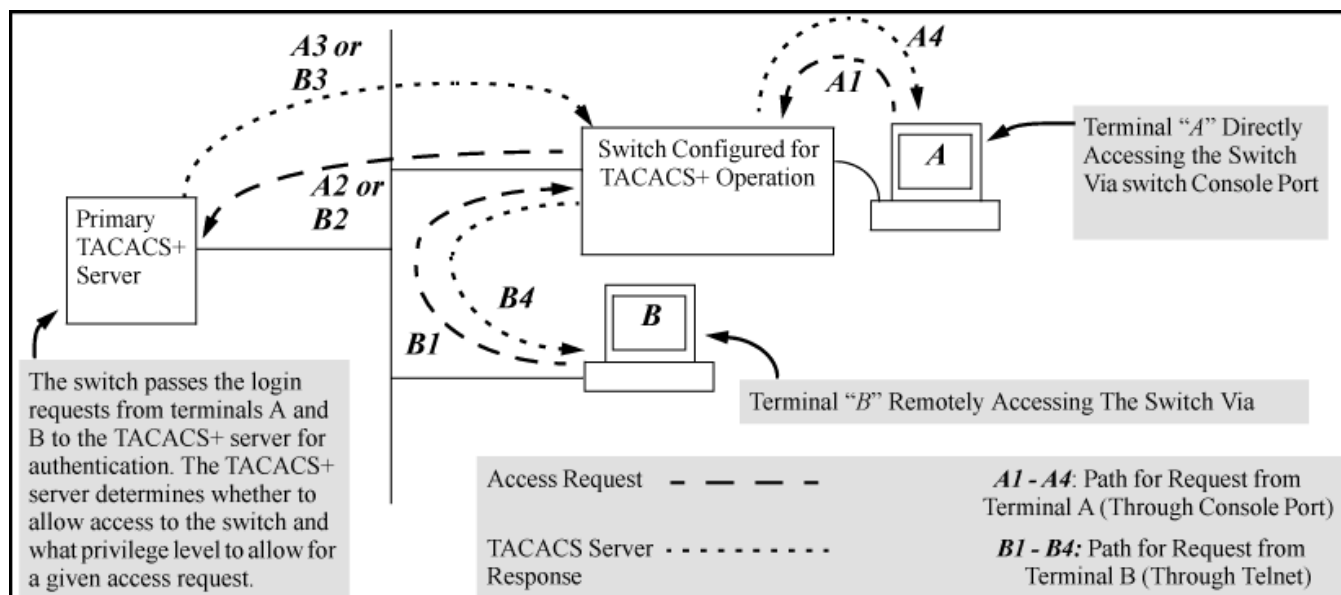 A3 or
B3
A4
A1
Terminal “A” Directly
Accessing the Switch
Via switch Console Port
Switch Configured for
TACACS+ Operation
A
A2 or
B2
Primary
TACACS+
Server
B4
B
B1
The switch passes the login
requests from terminals A and
B to the TACACS+ server for
authentication. The TACACS+
server determines whether to
allow access to the switch and
what privilege level to allow for
a given access request.
Terminal “B” Remotely Accessing The Switch Via
Access Request
A1 - A4: Path for Request from
Terminal A (Through Console Port)
TACACS Server
Response
B1 - B4: Path for Request from
Terminal B (Through Telnet)